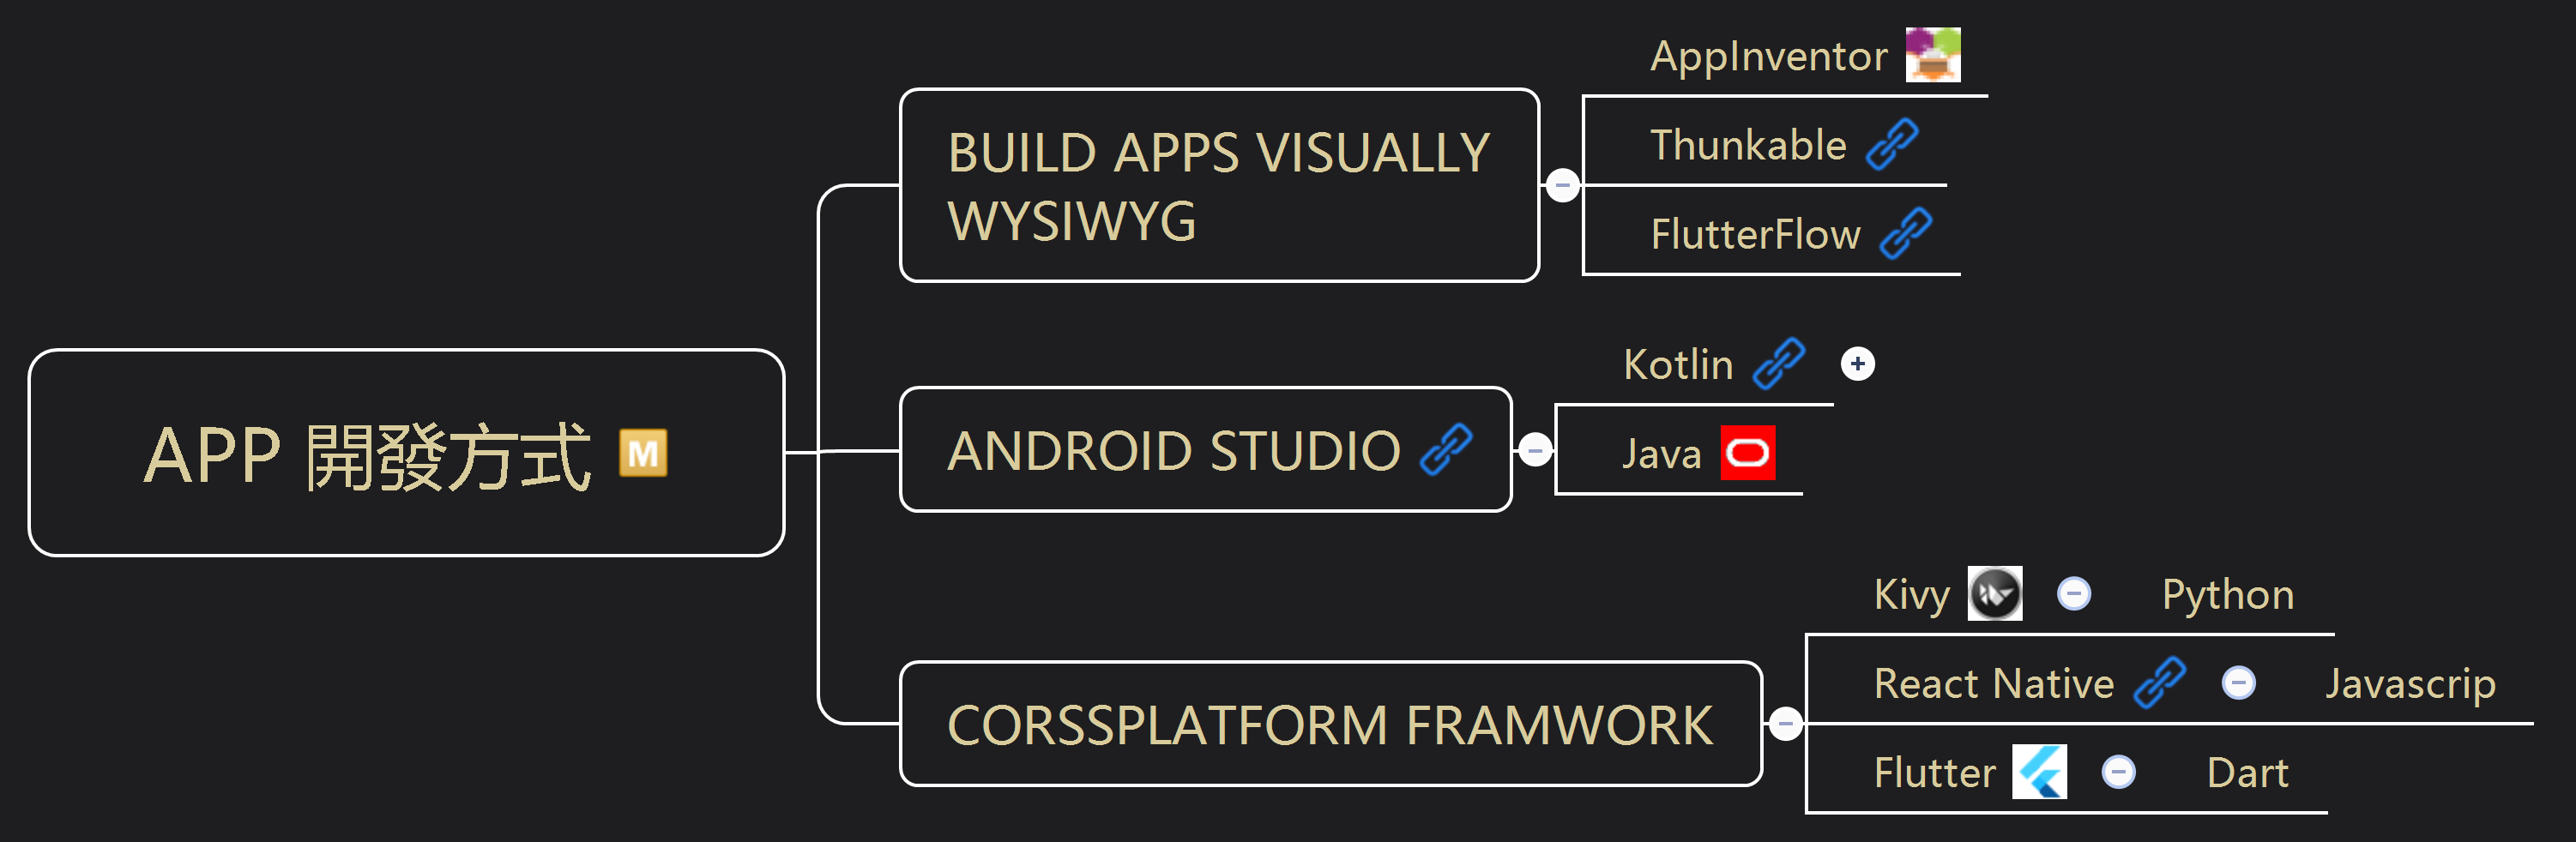 APP 開發方式 M
BUILD APPS VISUALLY
WYSIWYG
AppInventor
Thunkable
FlutterFlow
ANDROID STUDIO
Kotlin
Java
CORSSPLATFORM FRAMWORK
Kivy Python
React Native Javascrip
Flutter Dart